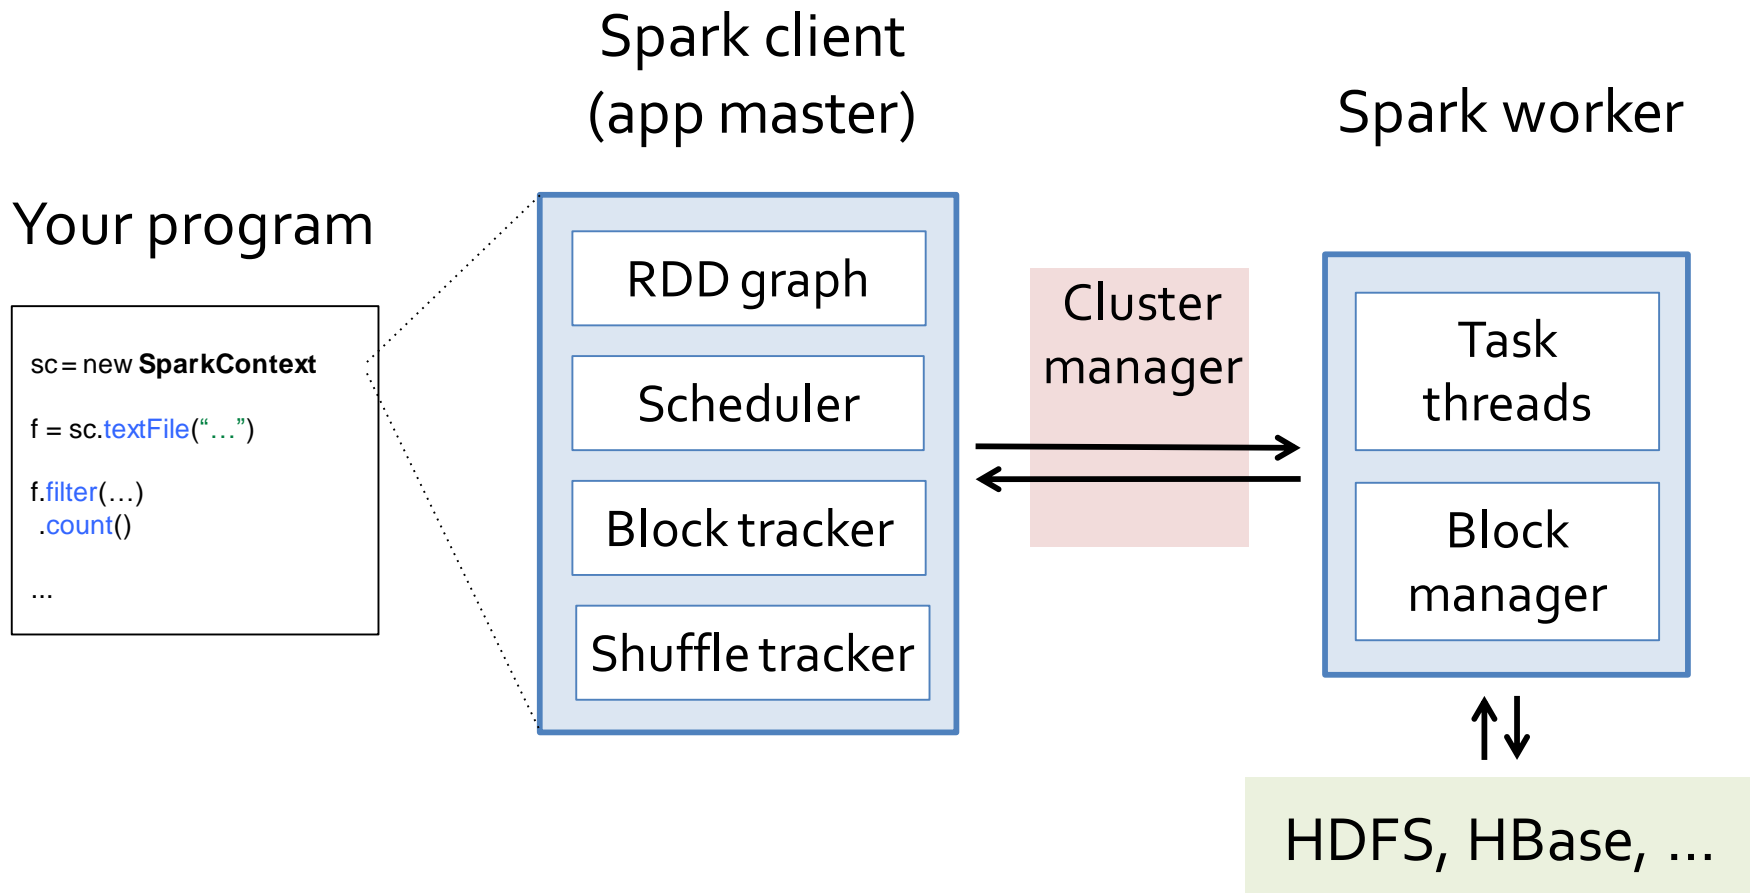 Spark client
(app master)
Spark worker
Your program
sc = new SparkContext
f = sc.textFile(“…”)
f.filter(…)
.count()
...
RDD graph
Scheduler
Block tracker
Shuffle tracker
Cluster
manager
Task
threads
Block
manager
HDFS, HBase, …